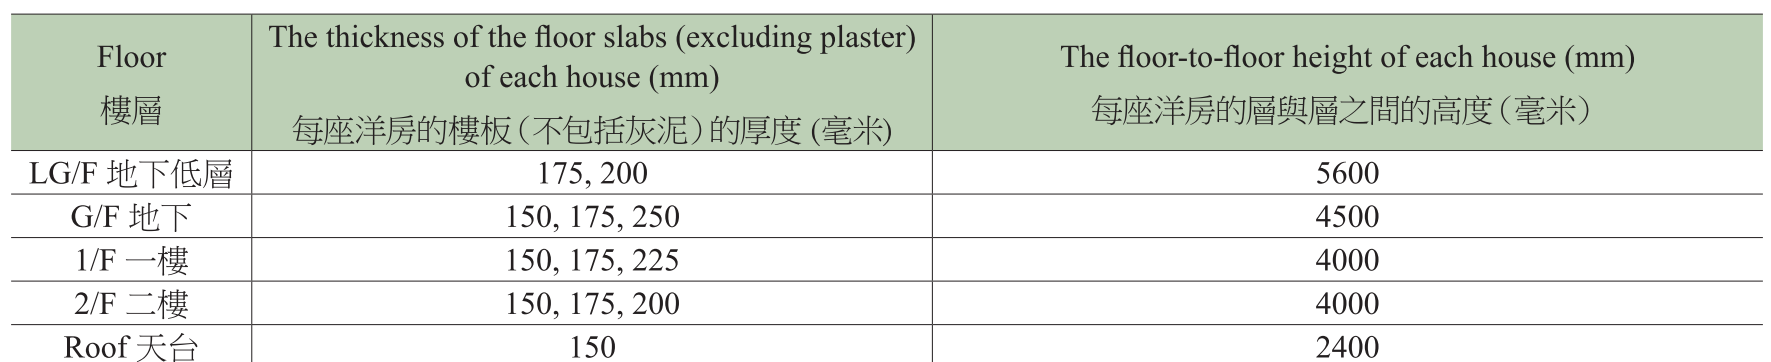 Floor
樓層
The thickness of the floor slabs (excluding plaster)
of each house (mm)
每座洋房的樓板（不包括灰泥）的厚度 (毫米)
The floor-to-floor height of each house (mm)
每座洋房的層與層之間的高度（毫米）
LG/F 地下低層 175, 200 5600
G/F 地下 150, 175, 250 4500
1/F 一樓 150, 175, 225 4000
2/F 二樓 150, 175, 200 4000
Roof 天台 150 2400